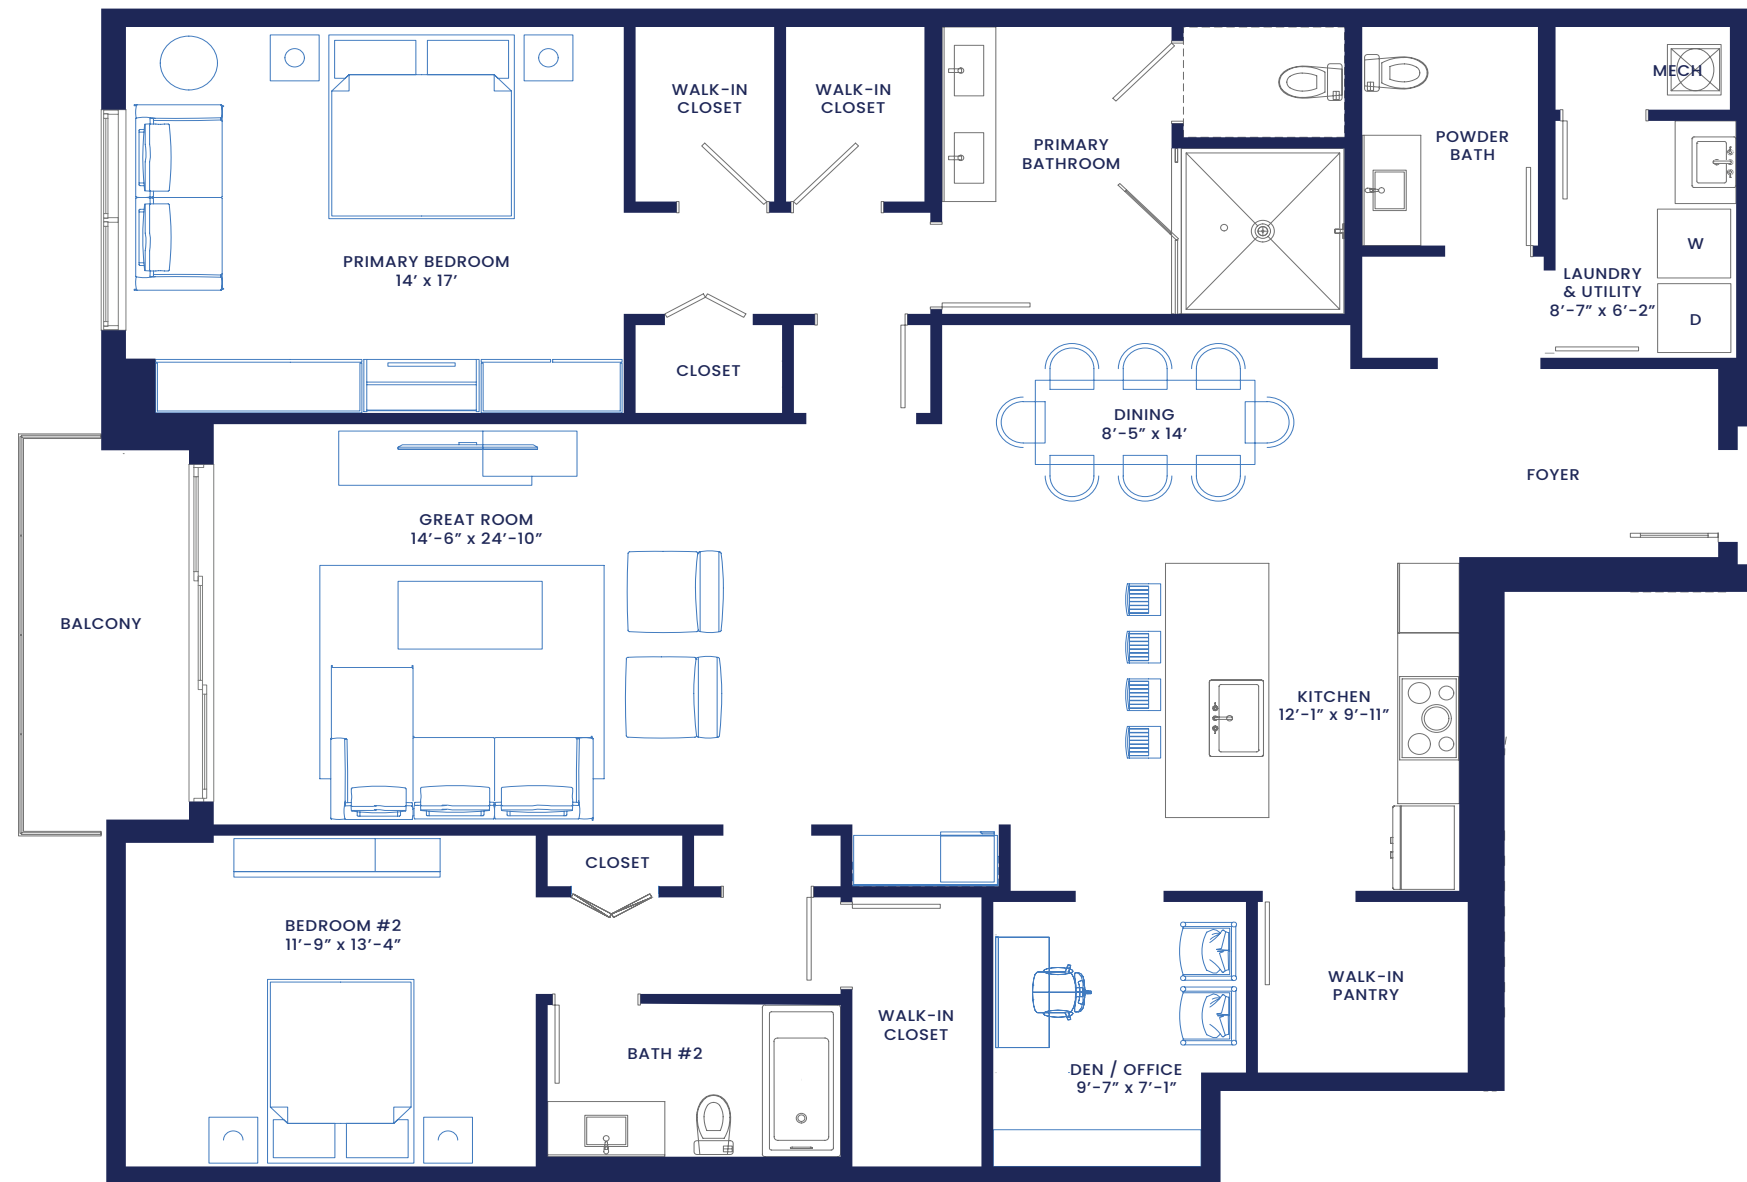 WALK-IN
CLOSET
WALK-IN
CLOSET
MECH
PRIMARY
BATHROOM
POWDER
BATH
W
PRIMARY BEDROOM
14’ x 17’
LAUNDRY
& UTILITY
8’-7” x 6’-2”
D
CLOSET
DINING
8’-5” x 14’
FOYER
GREAT ROOM
14’-6” x 24’-10”
BALCONY
KITCHEN
12’-1” x 9’-11”
CLOSET
BEDROOM #2
11’-9” x 13’-4”
WALK-IN
PANTRY
WALK-IN
CLOSET
BATH #2
DEN / OFFICE
9’-7” x 7’-1”